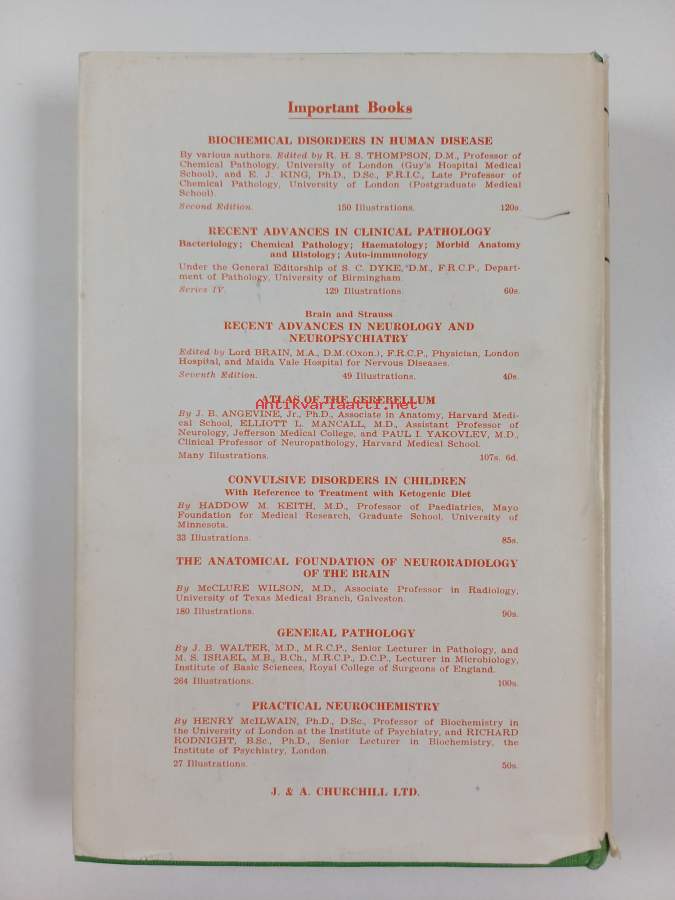 Important Books
BIOCHEMICAL DISORDERS IN HUMAN DISEASE
By various authors. Edited by R. H. S. THOMPSON, D.M., Professor of
Chemical Pathology, University of London (Guy's Hospital Medical
School), and E. J. KING, Ph.D., D.Sc., F.R.I.C., Late Professor of
Chemical Pathology, University of London (Postgraduate Medical
School).
Second Edition. 150 Illustrations. 120s.
RECENT ADVANCES IN CLINICAL PATHOLOGY
Bacteriology; Chemical Pathology; Haematology; Morbid Anatomy
and Histology; Auto-immunology
Under the General Editorship of S. C. DYKE, D.M., F.R.C.P., Depart-
ment of Pathology, University of Birmingham.
Series IV. 129 Illustrations. 60s.
Brain and Strauss
RECENT ADVANCES IN NEUROLOGY AND
NEUROPSYCHIATRY
Edited by Lord BRAIN, M.A., D.M.(Oxon.), F.R.C.P., Physician, London
Hospital, and Maida Vale Hospital for Nervous Diseases.
Seventh Edition. 49 Illustrations. 40s.
ATLAS OF THE CEREBELLUM
Antikvariaatti.net
By J. B. ANGEVINE, Jr., Ph.D., Associate in Anatomy, Harvard Medi-
cal School, ELLIOTT L. MANCALL, M.D., Assistant Professor of
Neurology, Jefferson Medical College, and PAUL I. YAKOVLEV, M.D.,
Clinical Professor of Neuropathology, Harvard Medical School.
Many Illustrations. 107s. 6d.
CONVULSIVE DISORDERS IN CHILDREN
With Reference to Treatment with Ketogenic Diet
By HADDOW M. KEITH, M.D., Professor of Paediatrics, Mayo
Foundation for Medical Research, Graduate School, University of
Minnesota.
33 Illustrations. 85s.
THE ANATOMICAL FOUNDATION OF NEURORADIOLOGY
OF THE BRAIN
By McCLURE WILSON, M.D., Associate Professor in Radiology,
University of Texas Medical Branch, Galveston.
180 Illustrations. 90s.
GENERAL PATHOLOGY
By J. B. WALTER, M.D., M.R.C.P., Senior Lecturer in Pathology, and
M. S. ISRAEL, M.B., B.Ch., M.R.C.P., D.C.P., Lecturer in Microbiology,
Institute of Basic Sciences, Royal College of Surgeons of England.
264 Illustrations. 100s.
PRACTICAL NEUROCHEMISTRY
By HENRY McILWAIN, Ph.D., D.Sc., Professor of Biochemistry in
the University of London at the Institute of Psychiatry, and RICHARD
RODNIGHT, B.Sc., Ph.D., Senior Lecturer in Biochemistry, the
Institute of Psychiatry, London.
27 Illustrations. 50s.
J. & A. CHURCHILL LTD.